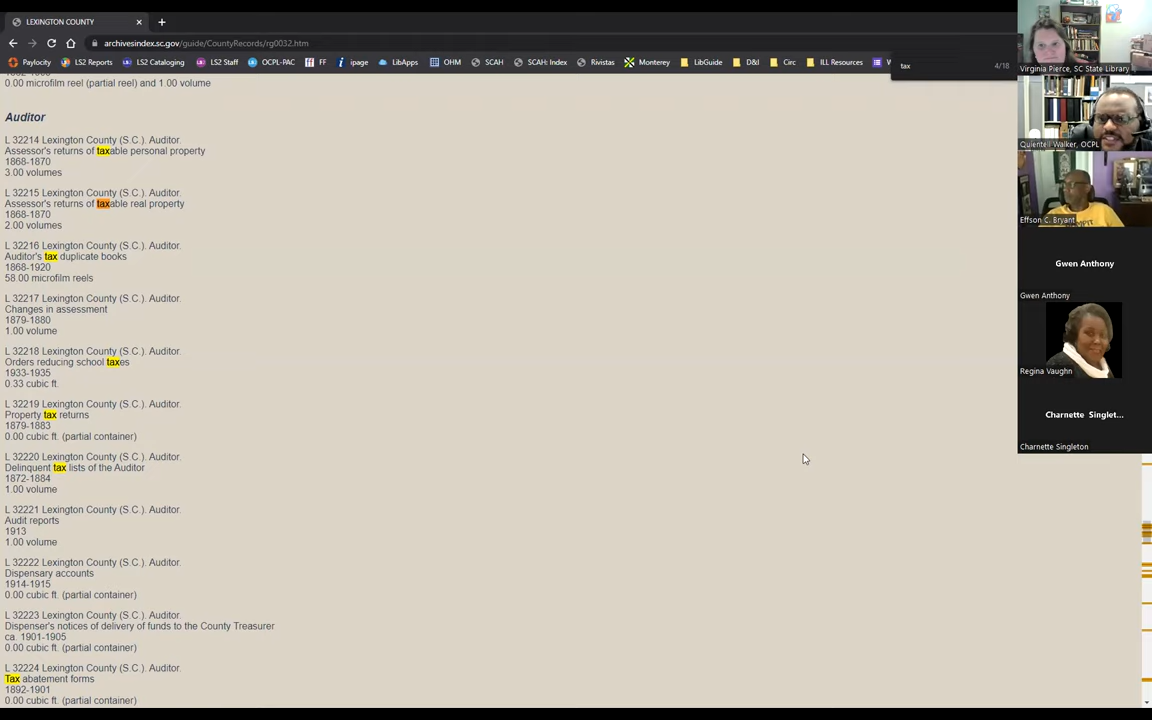 LEXINGTON COUNTY
archivesindex.sc.gov/guide/CountyRecords/rg0032.htm
Paylocity LS2 Reports LS2 Cataloging LS2 Staff OCPL-PAC FF ipage LibApps OHM SCAH SCAH: Index Rivistas Monterey LibGuide D&I Circ ILL Resources
tax 4/18
0.00 microfilm reel (partial reel) and 1.00 volume
Auditor
L 32214 Lexington County (S.C.). Auditor.
Assessor's returns of taxable personal property
1868-1870
3.00 volumes
L 32215 Lexington County (S.C.). Auditor.
Assessor's returns of taxable real property
1868-1870
2.00 volumes
L 32216 Lexington County (S.C.). Auditor.
Auditor's tax duplicate books
1868-1920
58.00 microfilm reels
L 32217 Lexington County (S.C.). Auditor.
Changes in assessment
1879-1880
1.00 volume
L 32218 Lexington County (S.C.). Auditor.
Orders reducing school taxes
1933-1935
0.33 cubic ft.
L 32219 Lexington County (S.C.). Auditor.
Property tax returns
1879-1883
0.00 cubic ft. (partial container)
L 32220 Lexington County (S.C.). Auditor.
Delinquent tax lists of the Auditor
1872-1884
1.00 volume
L 32221 Lexington County (S.C.). Auditor.
Audit reports
1913
1.00 volume
L 32222 Lexington County (S.C.). Auditor.
Dispensary accounts
1914-1915
0.00 cubic ft. (partial container)
L 32223 Lexington County (S.C.). Auditor.
Dispenser's notices of delivery of funds to the County Treasurer
ca. 1901-1905
0.00 cubic ft. (partial container)
L 32224 Lexington County (S.C.). Auditor.
Tax abatement forms
1892-1901
0.00 cubic ft. (partial container)
Virginia Pierce, SC State Library
Quientell Walker, OCPL
Effson C. Bryant
Gwen Anthony
Gwen Anthony
Regina Vaughn
Charnette Singlet...
Charnette Singleton